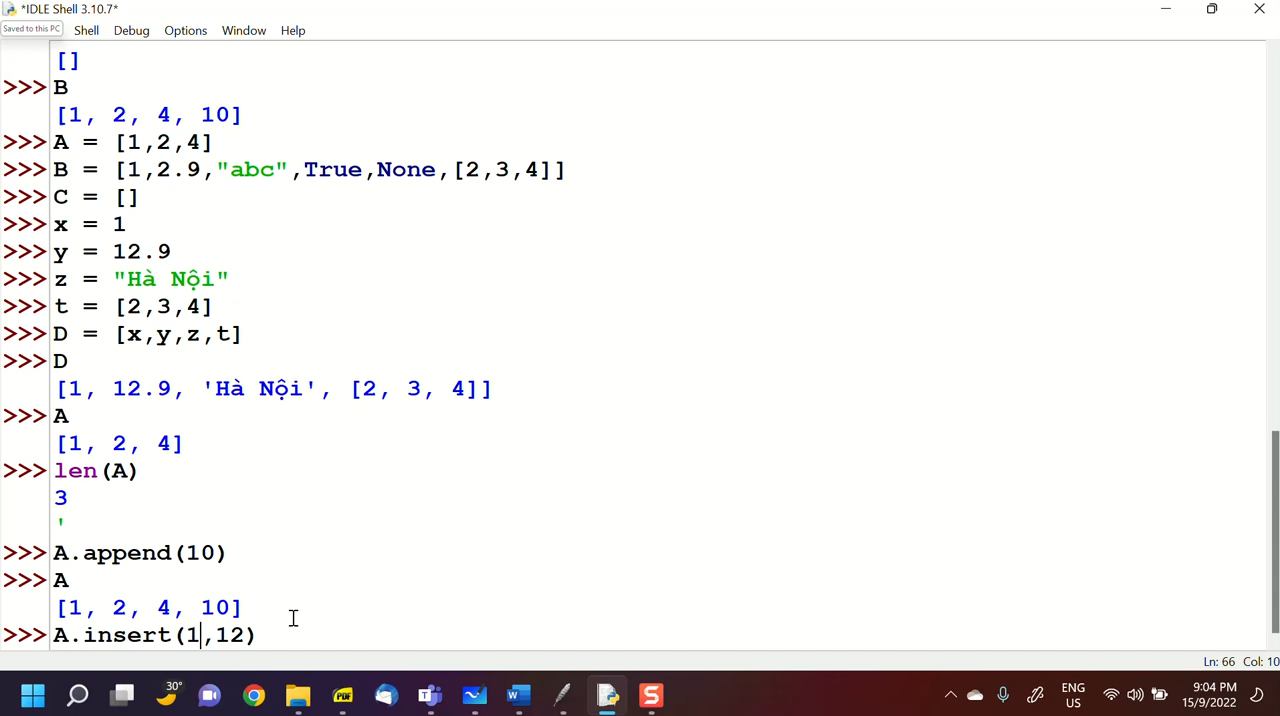 *IDLE Shell 3.10.7*
Saved to this PC
Shell Debug Options Window Help
[]
>>> B
[1, 2, 4, 10]
>>> A = [1,2,4]
>>> B = [1,2.9,"abc",True,None,[2,3,4]]
>>> C = []
>>> x = 1
>>> y = 12.9
>>> z = "Hà Nội"
>>> t = [2,3,4]
>>> D = [x,y,z,t]
>>> D
[1, 12.9, 'Hà Nội', [2, 3, 4]]
>>> A
[1, 2, 4]
>>> len(A)
3
'
>>> A.append(10)
>>> A
[1, 2, 4, 10]
>>> A.insert(1,12)
Ln: 66 Col: 10
30°
PDF
T
W
S
ENG
US
9:04 PM
15/9/2022